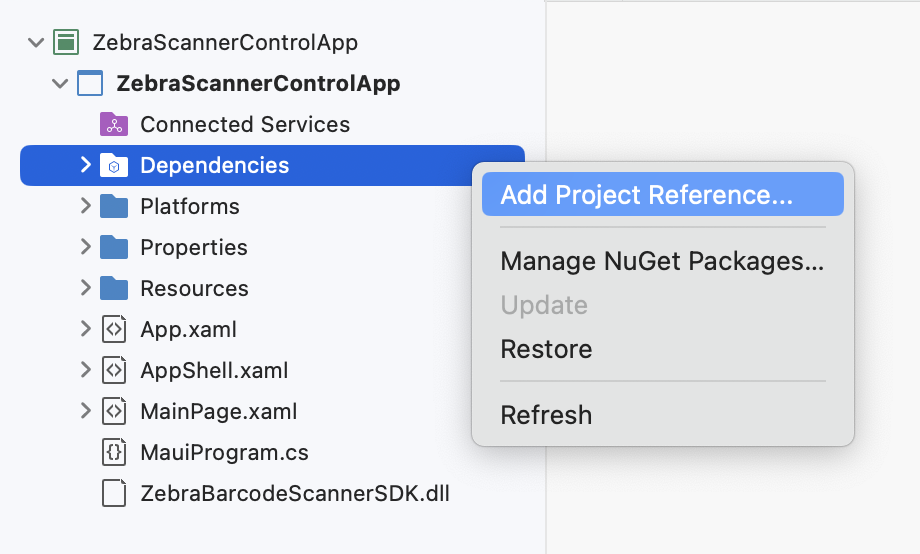 ZebraScannerControlApp
ZebraScannerControlApp
Connected Services
Dependencies
Platforms
Properties
Resources
App.xaml
AppShell.xaml
MainPage.xaml
MauiProgram.cs
ZebraBarcodeScannerSDK.dll
Add Project Reference...
Manage NuGet Packages...
Update
Restore
Refresh